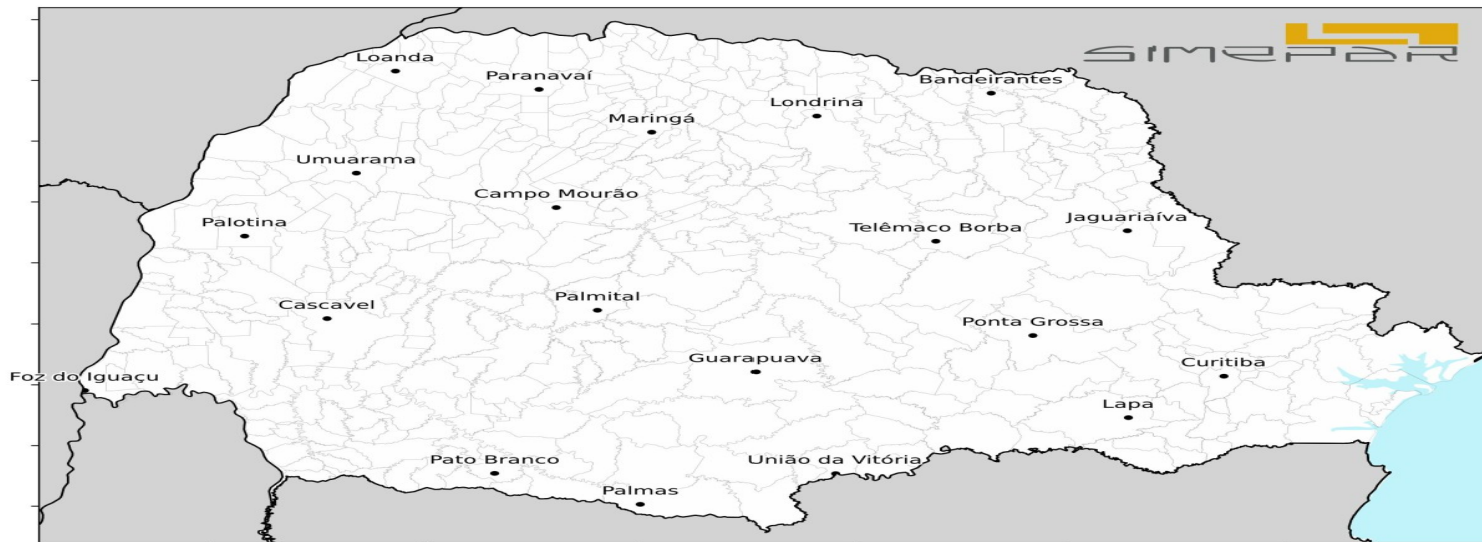 SIMEPAR
Loanda
Paranavaí
Bandeirantes
Londrina
Maringá
Umuarama
Campo Mourão
Palotina
Jaguariaíva
Telêmaco Borba
Cascavel
Palmital
Ponta Grossa
Guarapuava
Curitiba
Foz do Iguaçu
Lapa
Pato Branco
União da Vitória
Palmas